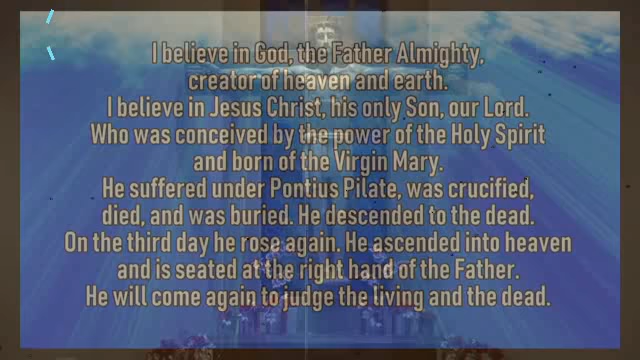 I believe in God, the Father Almighty,
creator of heaven and earth.
I believe in Jesus Christ, his only Son, our Lord.
Who was conceived by the power of the Holy Spirit
and born of the Virgin Mary.
He suffered under Pontius Pilate, was crucified,
died, and was buried. He descended to the dead.
On the third day he rose again. He ascended into heaven
and is seated at the right hand of the Father.
He will come again to judge the living and the dead.